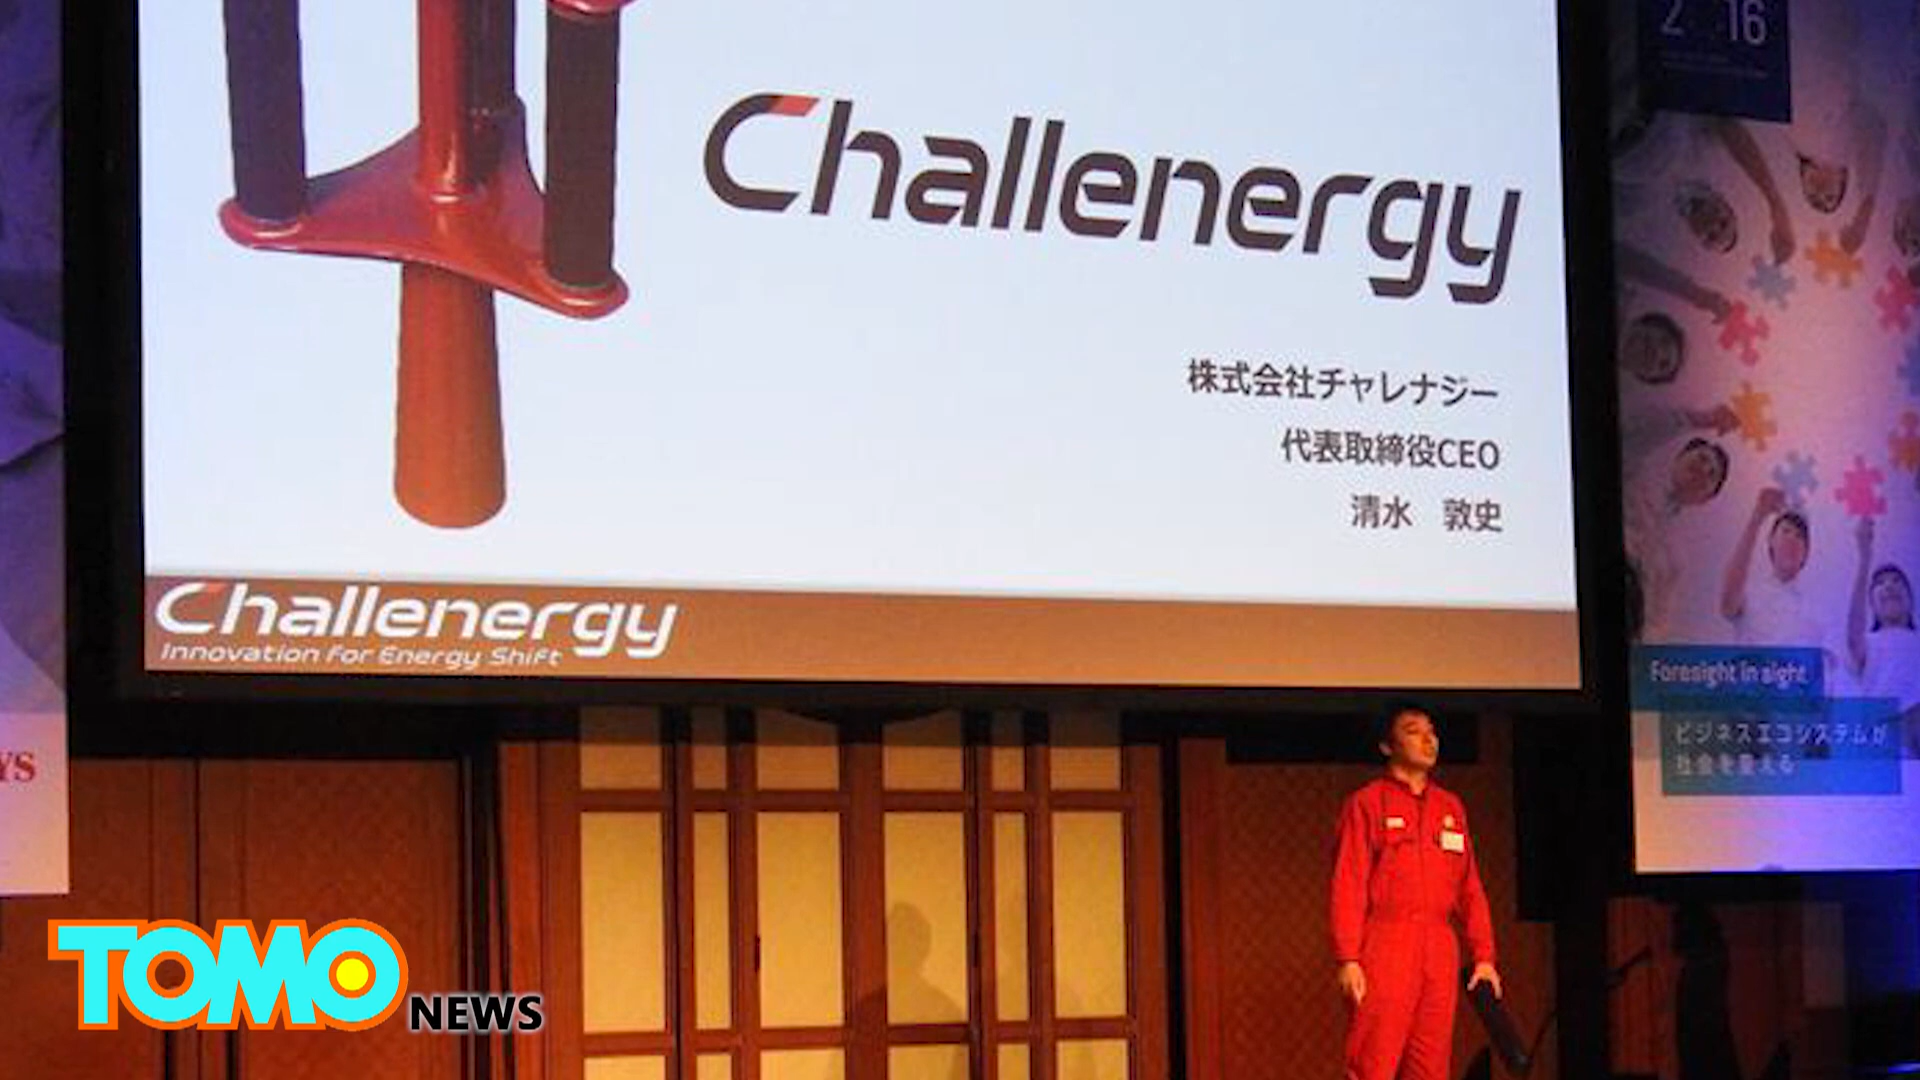 2 16
Challenergy
株式会社チャレナジー
代表取締役CEO
清水 敦史
Challenergy
Innovation for Energy Shift
Foresight in sight
ビジネスエコシステムが
社会を変える
YS
TOMO NEWS